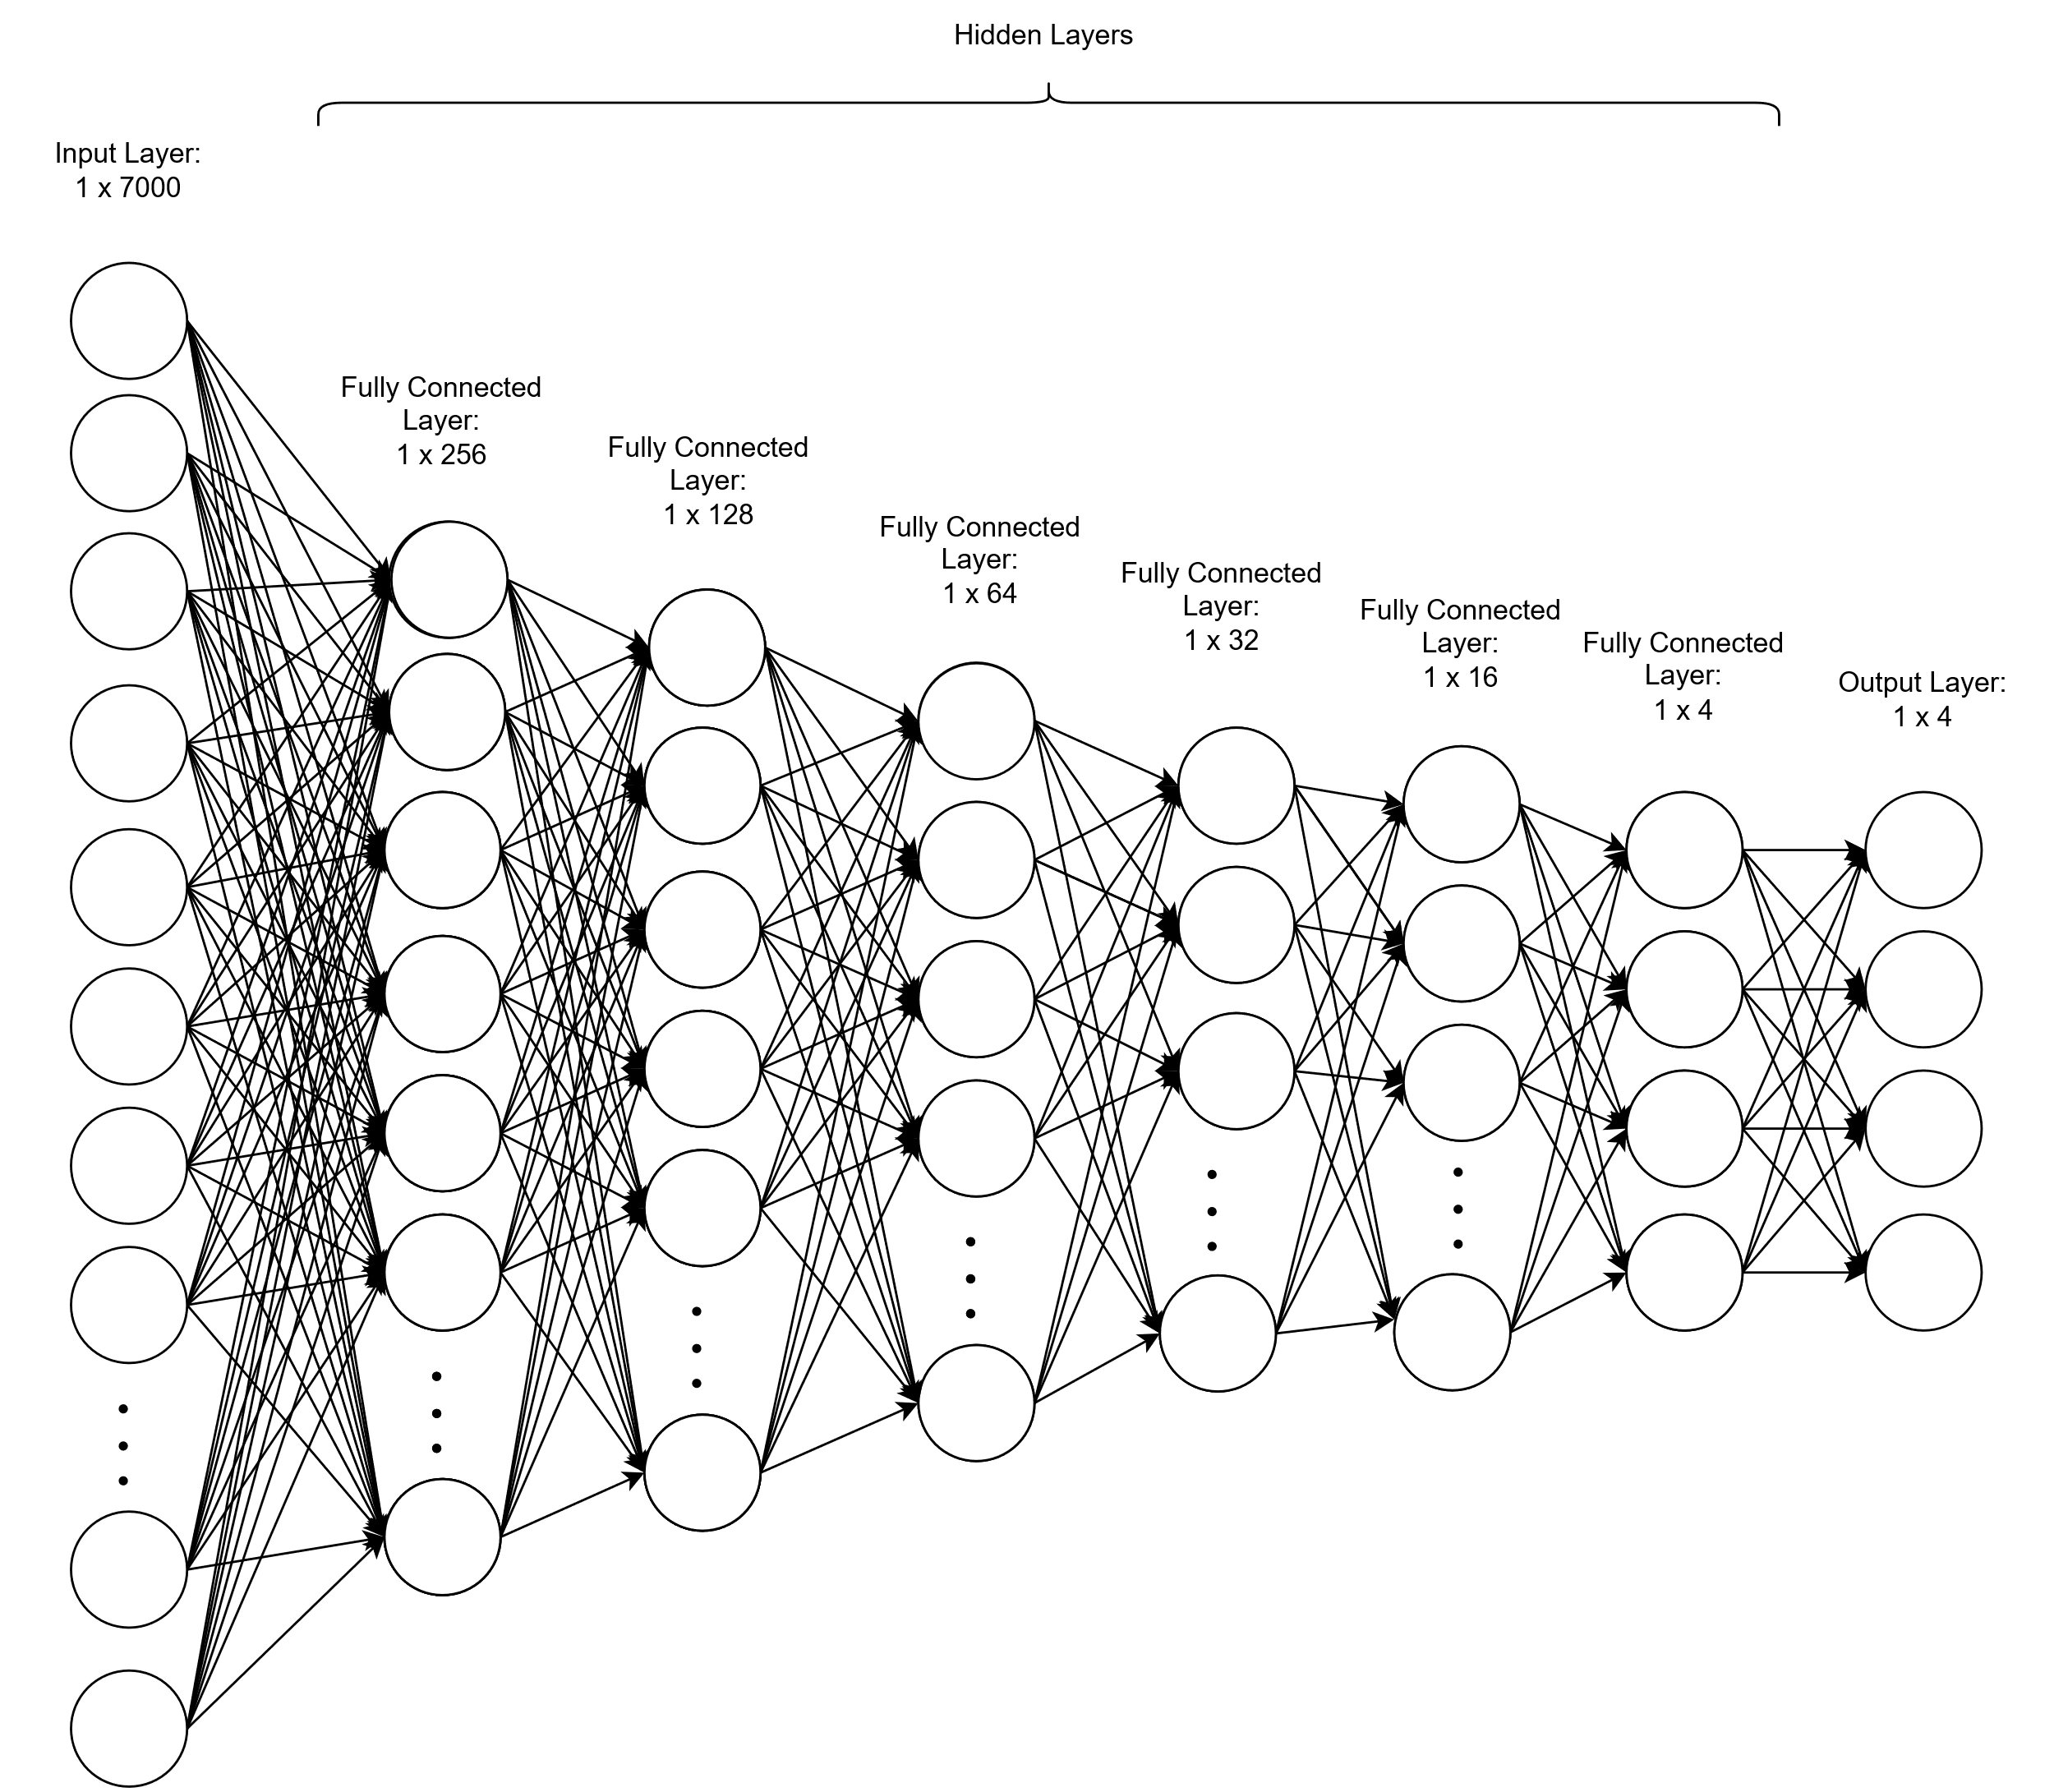 Hidden Layers
Input Layer:
1 x 7000
Fully Connected
Layer:
1 x 256
Fully Connected
Layer:
1 x 128
Fully Connected
Layer:
1 x 64
Fully Connected
Layer:
1 x 32
Fully Connected
Layer:
1 x 16
Fully Connected
Layer:
1 x 4
Output Layer:
1 x 4